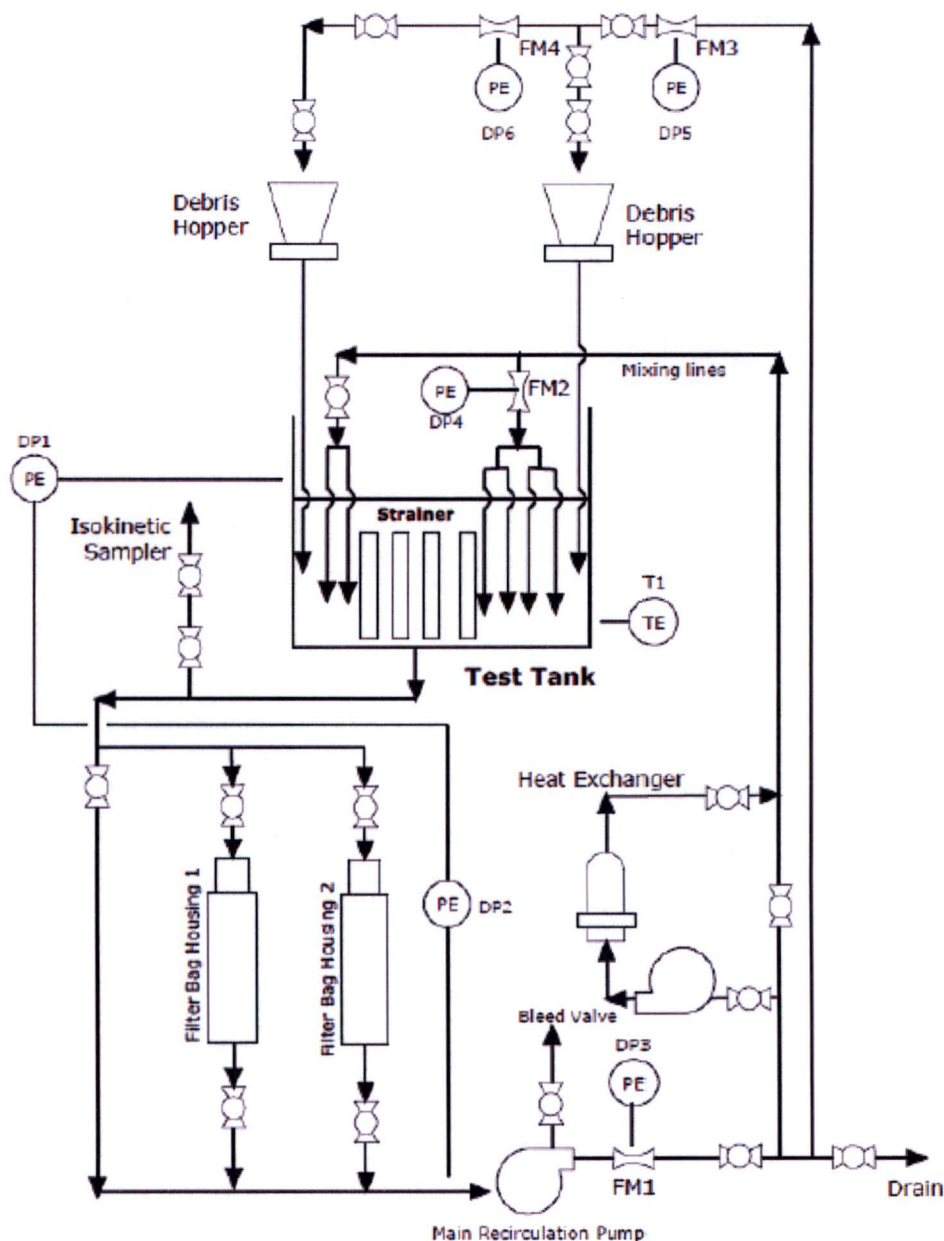 FM4
FM3
PE
PE
DP6
DP5
Debris
Hopper
Debris
Hopper
Mixing lines
PE
FM2
DP4
DP1
PE
Strainer
Isokinetic
Sampler
T1
TE
Test Tank
Heat Exchanger
Filter Bag Housing 1
Filter Bag Housing 2
PE
DP2
Bleed Valve
DP3
PE
FM1
Drain
Main Recirculation Pump